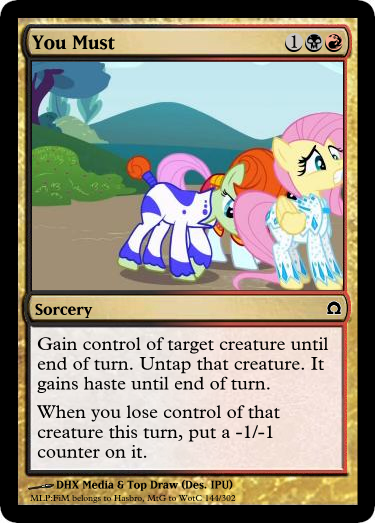 You Must 1
Sorcery Ω
Gain control of target creature until
end of turn. Untap that creature. It
gains haste until end of turn.
When you lose control of that
creature this turn, put a -1/-1
counter on it.
DHX Media & Top Draw (Des. IPU)
MLP:FiM belongs to Hasbro, MtG to WotC 144/302